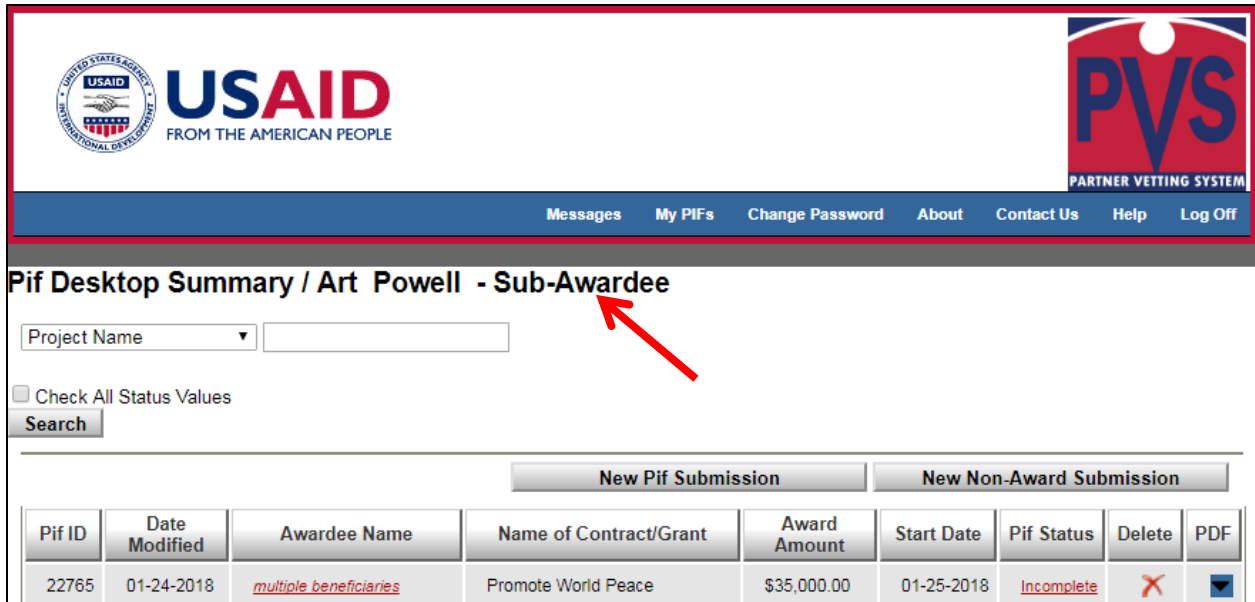 UNITED STATES AGENCY
USAID
INTERNATIONAL DEVELOPMENT
USAID
FROM THE AMERICAN PEOPLE
PVS
PARTNER VETTING SYSTEM
Messages My PIFs Change Password About Contact Us Help Log Off
Pif Desktop Summary / Art Powell - Sub-Awardee
Project Name
Check All Status Values
Search
New Pif Submission New Non-Award Submission
Pif ID Date Modified Awardee Name Name of Contract/Grant Award Amount Start Date Pif Status Delete PDF
22765 01-24-2018 multiple beneficiaries Promote World Peace $35,000.00 01-25-2018 Incomplete